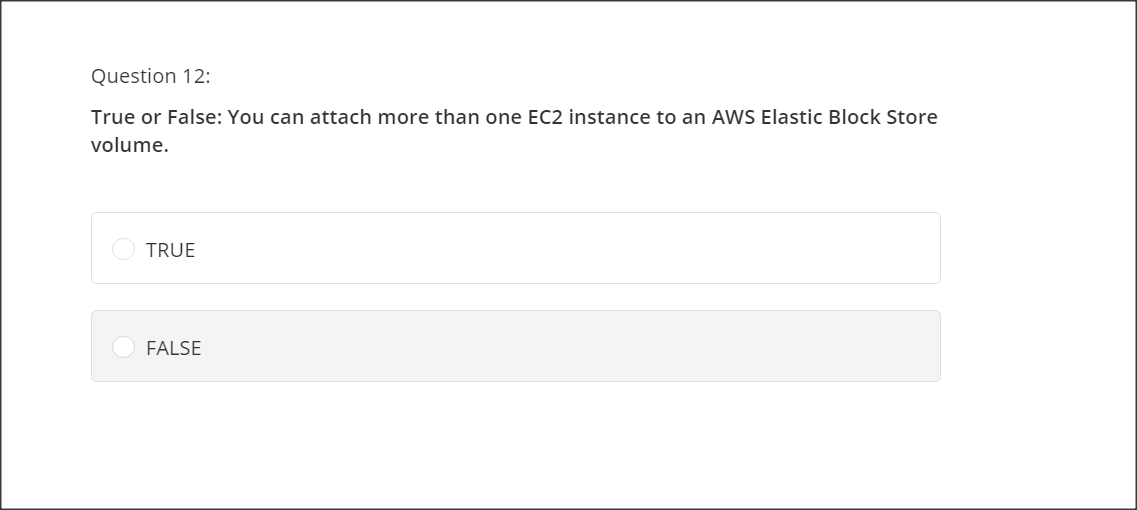 Question 12:
True or False: You can attach more than one EC2 instance to an AWS Elastic Block Store
volume.
TRUE
FALSE